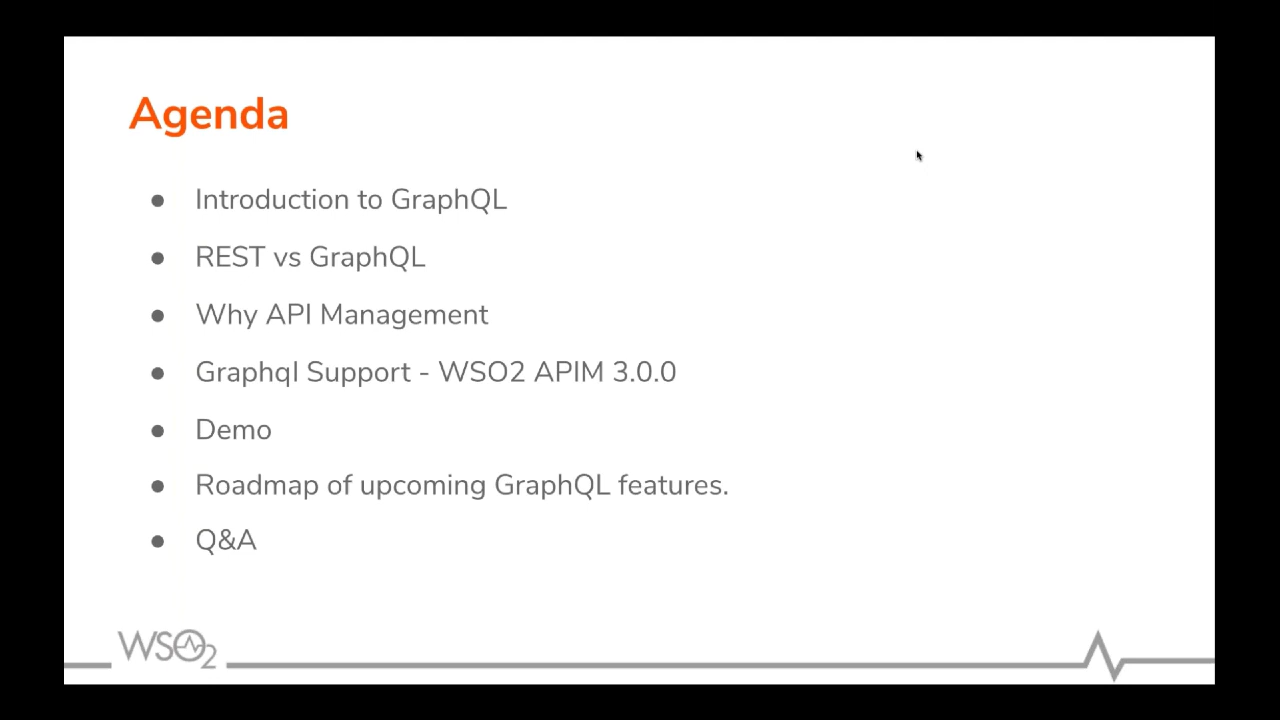 Agenda
● Introduction to GraphQL
● REST vs GraphQL
● Why API Management
● Graphql Support - WSO2 APIM 3.0.0
● Demo
● Roadmap of upcoming GraphQL features.
● Q&A
WSO2